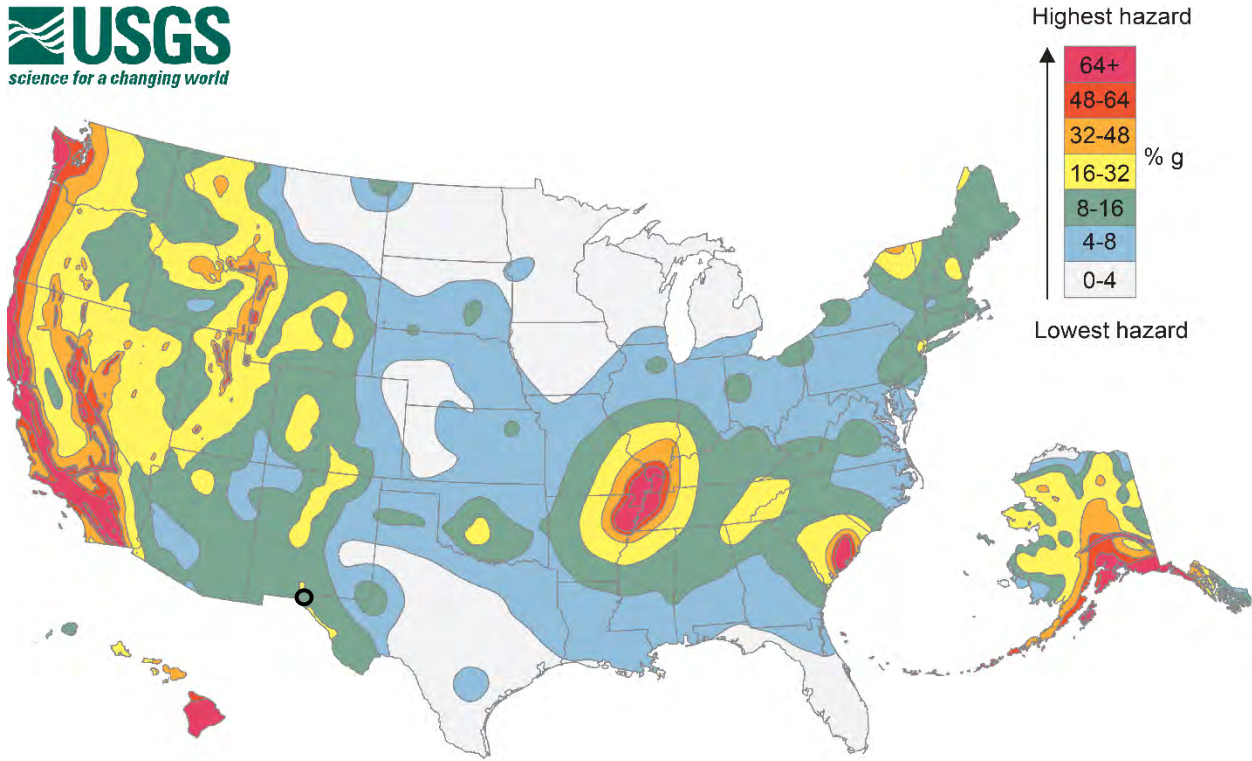 USGS
science for a changing world
Highest hazard
64+
48-64
32-48
16-32
8-16
4-8
0-4
% g
Lowest hazard